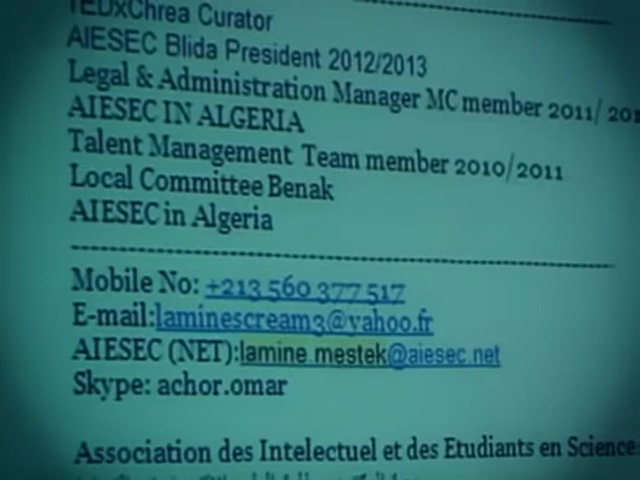 TEDxChrea Curator
AIESEC Blida President 2012/2013
Legal & Administration Manager MC member 2011/ 201
AIESEC IN ALGERIA
Talent Management Team member 2010/2011
Local Committee Benak
AIESEC in Algeria
Mobile No: +213 560 377 517
E-mail:laminescream3@yahoo.fr
AIESEC (NET):lamine.mestek@aiesec.net
Skype: achor.omar
Association des Intelectuel et des Etudiants en Science